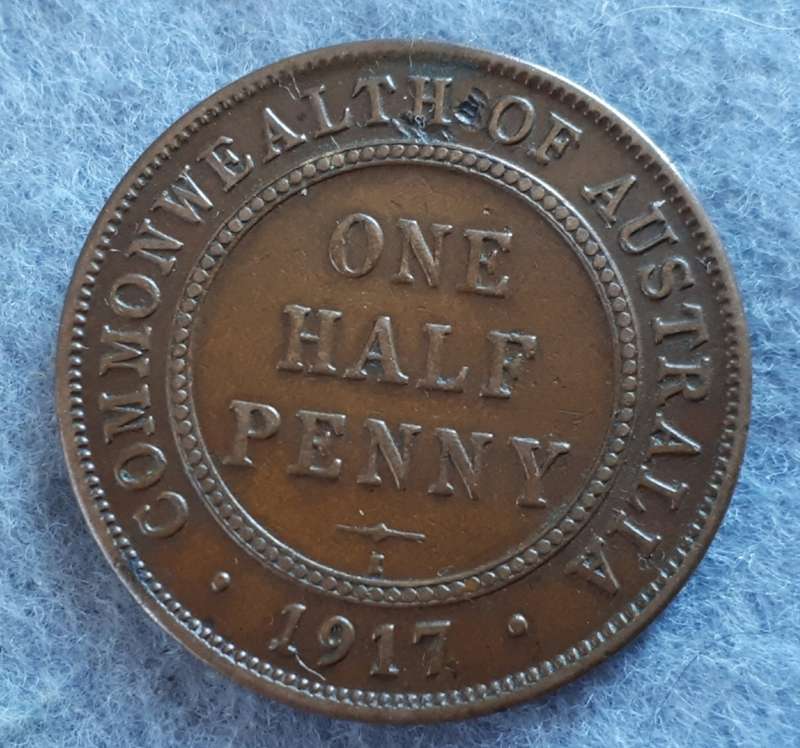 COMMONWEALTH OF AUSTRALIA
ONE
HALF
PENNY
I
1917